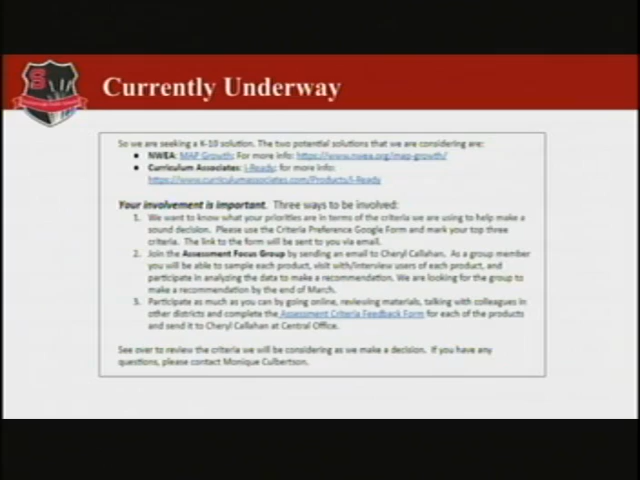 S
Currently Underway
So we are seeking a K-10 solution. The two potential solutions that we are considering are:
• NWEA: MAP Growth; For more info: https://www.nwea.org/map-growth/
• Curriculum Associates: i-Ready; for more info:
https://www.curriculumassociates.com/Products/i-Ready
Your involvement is important. Three ways to be involved:
1. We want to know what your priorities are in terms of the criteria we are using to help make a
sound decision. Please use the Criteria Preference Google Form and mark your top three
criteria. The link to the form will be sent to you via email.
2. Join the Assessment Focus Group by sending an email to Cheryl Callahan. As a group member
you will be able to sample each product, visit with/interview users of each product, and
participate in analyzing the data to make a recommendation. We are looking for the group to
make a recommendation by the end of March.
3. Participate as much as you can by going online, reviewing materials, talking with colleagues in
other districts and complete the Assessment Criteria Feedback Form for each of the products
and send it to Cheryl Callahan at Central Office.
See over to review the criteria we will be considering as we make a decision. If you have any
questions, please contact Monique Culbertson.